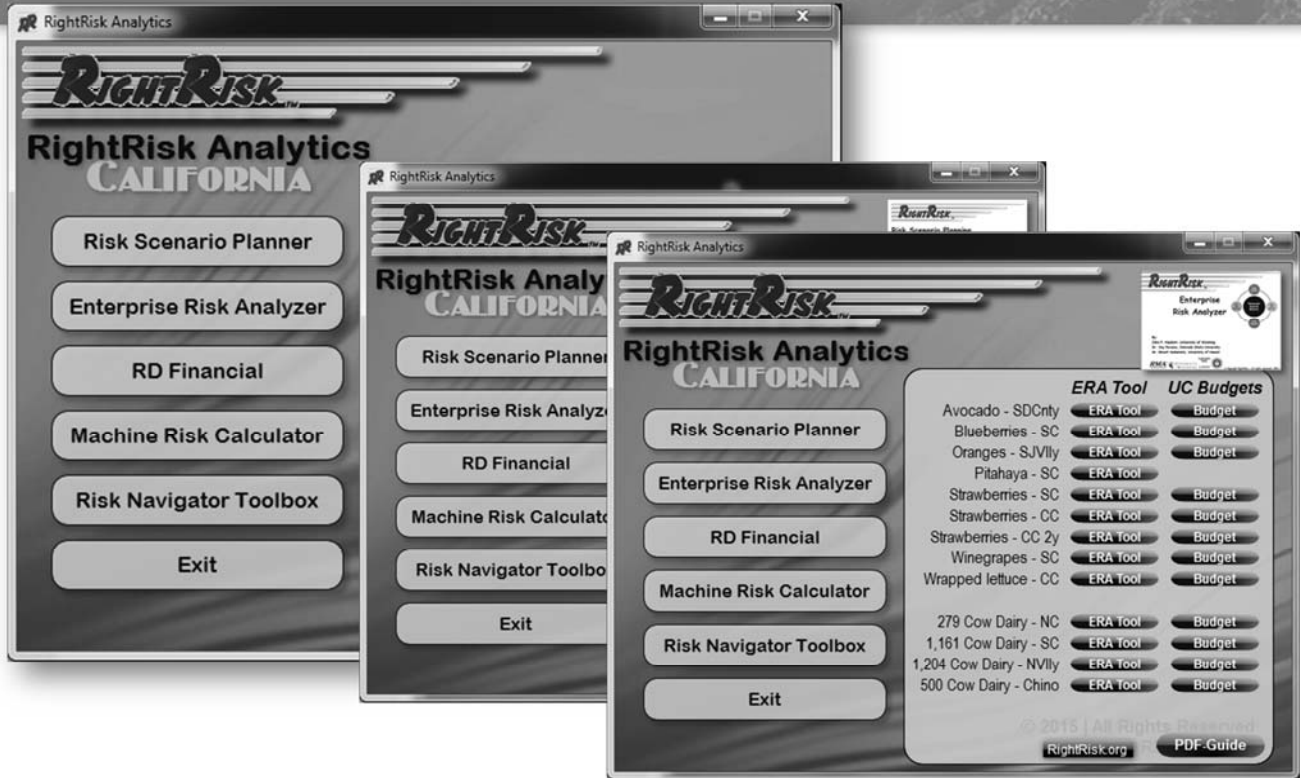 RightRisk Analytics
RIGHTRISK™
RightRisk Analytics
CALIFORNIA
Risk Scenario Planner
Enterprise Risk Analyzer
RD Financial
Machine Risk Calculator
Risk Navigator Toolbox
Exit
RightRisk Analytics
RIGHTRISK™
RightRisk Analy
CALIFORNIA
Risk Scenario Planner
Enterprise Risk Analyze
RD Financial
Machine Risk Calculato
Risk Navigator Toolbo
Exit
RIGHTRISK
Risk Scenario Planning
RightRisk Analytics
RIGHTRISK™
RightRisk Analytics
CALIFORNIA
Risk Scenario Planner
Enterprise Risk Analyzer
RD Financial
Machine Risk Calculator
Risk Navigator Toolbox
Exit
RIGHTRISK
Enterprise
Risk Analyzer
ERA Tool UC Budgets
Avocado - SDCnty ERA Tool Budget
Blueberries - SC ERA Tool Budget
Oranges - SJVlly ERA Tool Budget
Pitahaya - SC ERA Tool
Strawberries - SC ERA Tool Budget
Strawberries - CC ERA Tool Budget
Strawberries - CC 2y ERA Tool Budget
Winegrapes - SC ERA Tool Budget
Wrapped lettuce - CC ERA Tool Budget
279 Cow Dairy - NC ERA Tool Budget
1,161 Cow Dairy - SC ERA Tool Budget
1,204 Cow Dairy - NVlly ERA Tool Budget
500 Cow Dairy - Chino ERA Tool Budget
© 2015 | All Rights Reserved
RightRisk.org PDF-Guide